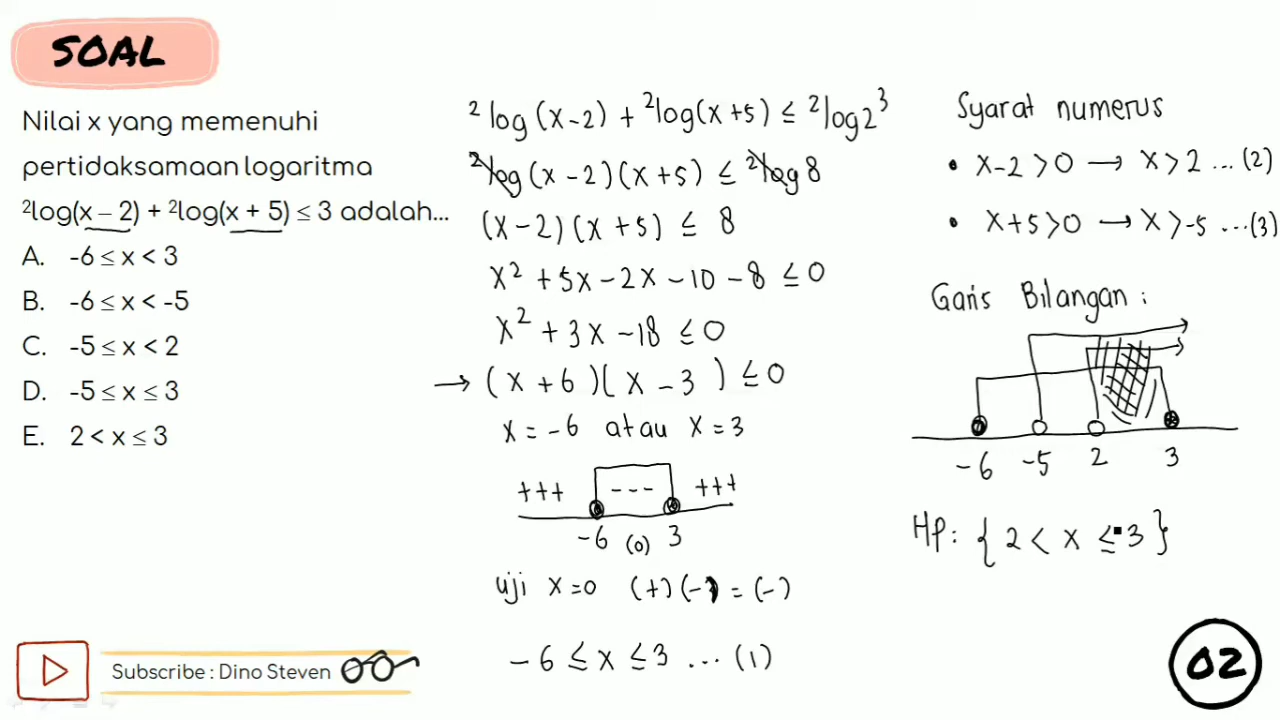 SOAL
Nilai x yang memenuhi
pertidaksamaan logaritma
²log(x – 2) + ²log(x + 5) ≤ 3 adalah...
A. -6 ≤ x < 3
B. -6 ≤ x < -5
C. -5 ≤ x < 2
D. -5 ≤ x ≤ 3
E. 2 < x ≤ 3
²log(x-2) + ²log(x+5) ≤ ²log2³
²log(x-2)(x+5) ≤ ²log8
(x-2)(x+5) ≤ 8
x² + 5x - 2x - 10 - 8 ≤ 0
x² + 3x - 18 ≤ 0
→ (x+6)(x-3) ≤ 0
x = -6 atau x = 3
+++ --- +++
-6 (0) 3
uji x=0 (+)(-) = (-)
-6 ≤ x ≤ 3 ... (1)
Syarat numerus
• x-2 > 0 → x > 2 ... (2)
• x+5 > 0 → x > -5 ... (3)
Garis Bilangan :
-6 -5 2 3
Hp : { 2 < x ≤ 3 }
Subscribe : Dino Steven
02